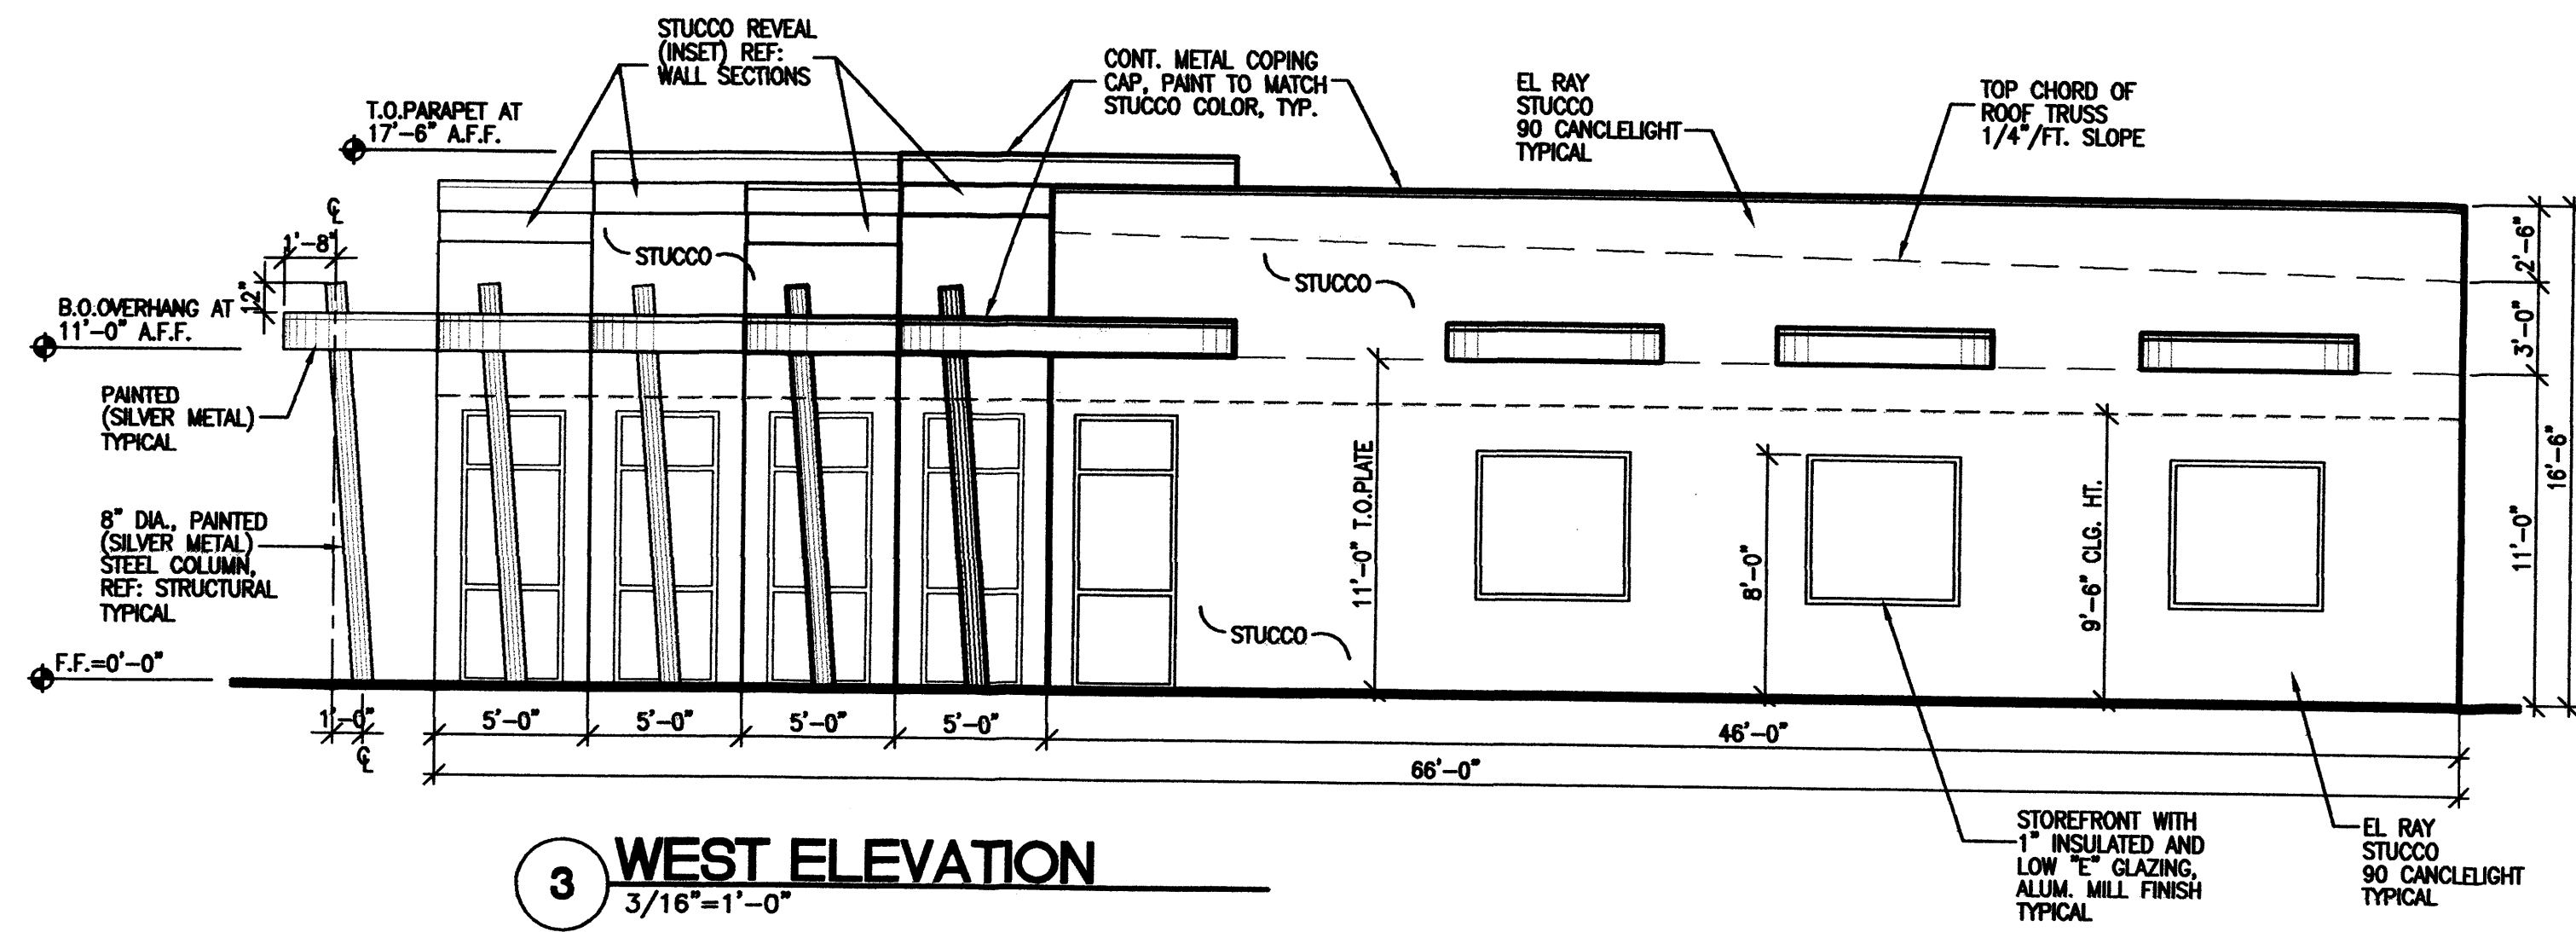 STUCCO REVEAL
(INSET) REF:
WALL SECTIONS
CONT. METAL COPING
CAP, PAINT TO MATCH
STUCCO COLOR, TYP.
EL RAY
STUCCO
90 CANCLELIGHT
TYPICAL
TOP CHORD OF
ROOF TRUSS
1/4"/FT. SLOPE
T.O.PARAPET AT
17'-6" A.F.F.
℄
1'-8"
12"
STUCCO
STUCCO
2'-6"
B.O.OVERHANG AT
11'-0" A.F.F.
3'-0"
PAINTED
(SILVER METAL)
TYPICAL
11'-0" T.O.PLATE
8'-0"
9'-6" CLG. HT.
11'-0"
16'-6"
8" DIA., PAINTED
(SILVER METAL)
STEEL COLUMN,
REF: STRUCTURAL
TYPICAL
STUCCO
F.F.=0'-0"
1'-0"
℄
5'-0"
5'-0"
5'-0"
5'-0"
46'-0"
66'-0"
STOREFRONT WITH
1" INSULATED AND
LOW "E" GLAZING,
ALUM. MILL FINISH
TYPICAL
EL RAY
STUCCO
90 CANCLELIGHT
TYPICAL
3
WEST ELEVATION
3/16"=1'-0"